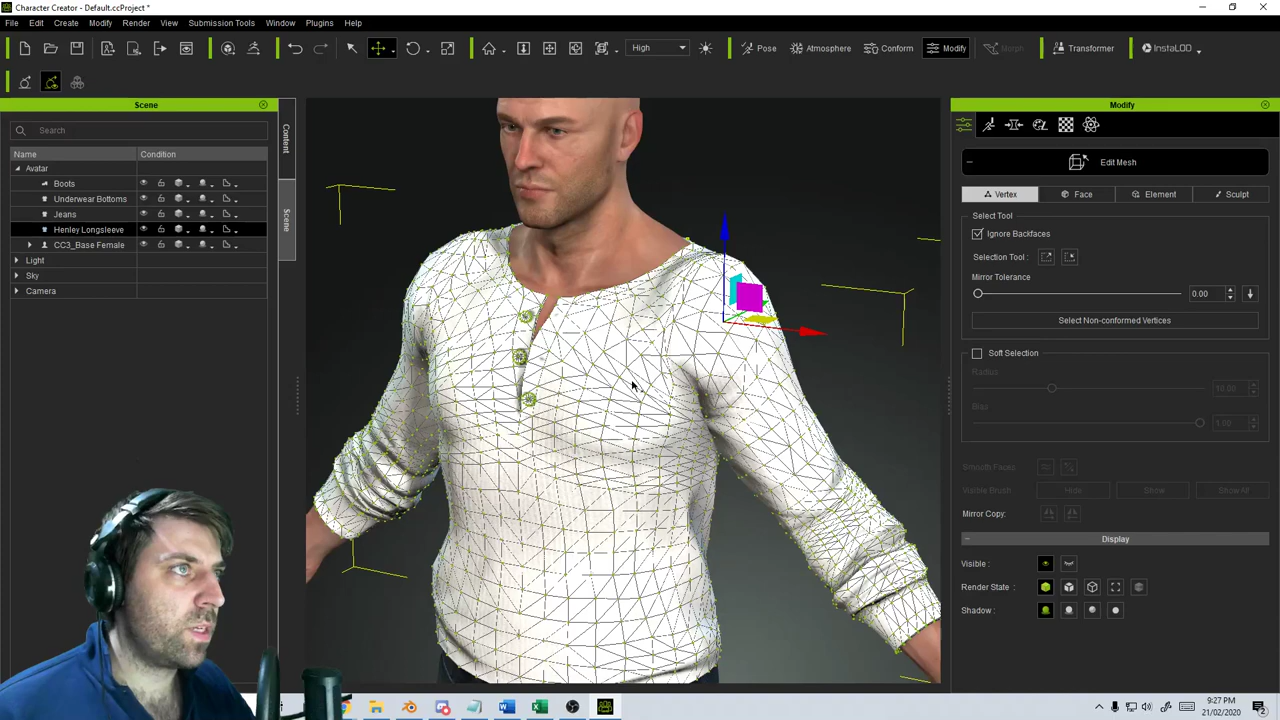 Character Creator - Default.ccProject *
File Edit Create Modify Render View Submission Tools Window Plugins Help
High Pose Atmosphere Conform Modify Morph Transformer InstaLOD
Scene
Search
Name Condition
Avatar
Boots
Underwear Bottoms
Jeans
Henley Longsleeve
CC3_Base Female
Light
Sky
Camera
Content
Scene
Modify
Edit Mesh
Vertex Face Element Sculpt
Select Tool
Ignore Backfaces
Selection Tool :
Mirror Tolerance
0.00
Select Non-conformed Vertices
Soft Selection
Radius
10.00
Bias
1.00
Smooth Faces
Visible Brush : Hide Show Show All
Mirror Copy:
Display
Visible :
Render State :
Shadow :
9:27 PM
21/02/2020